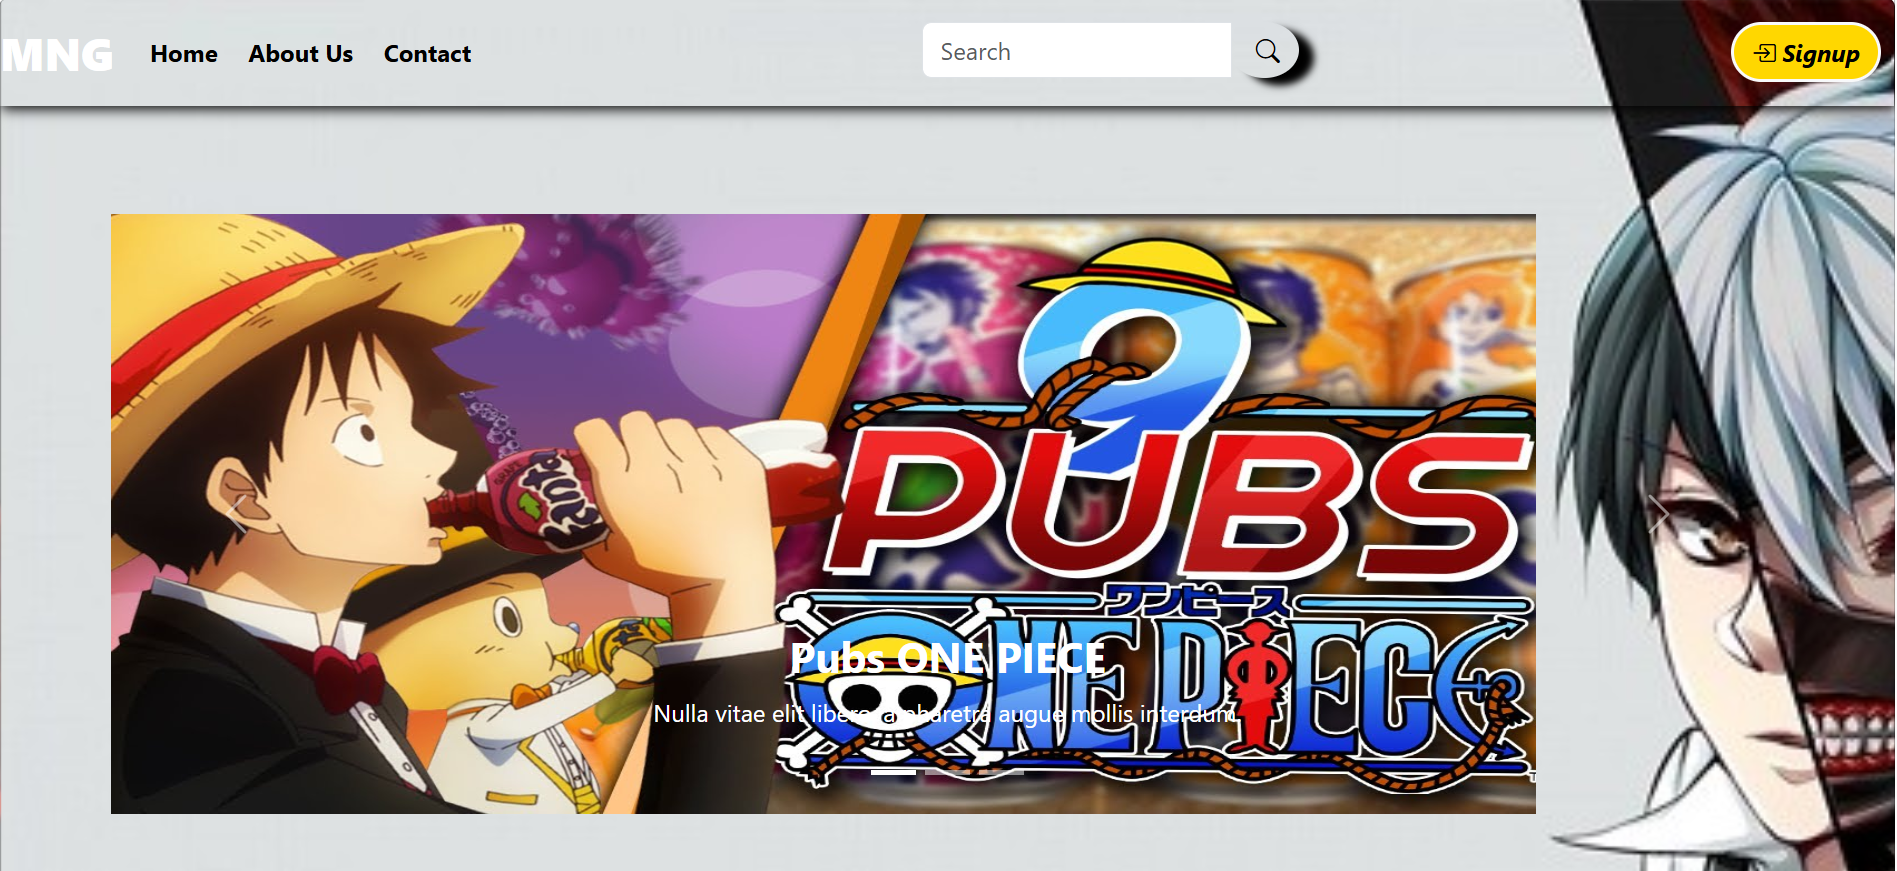 MNG
Home
About Us
Contact
Search
Signup
9
PUBS
ワンピース
ONE PIECE
Pubs ONE PIECE
Nulla vitae elit libero, a pharetra augue mollis interdum.